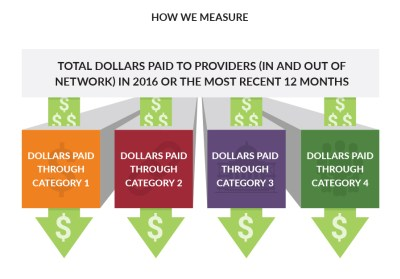 HOW WE MEASURE
TOTAL DOLLARS PAID TO PROVIDERS (IN AND OUT OF
NETWORK) IN 2016 OR THE MOST RECENT 12 MONTHS
$ $ $ $
$ $ $ $ $ $ $ $
DOLLARS PAID
THROUGH
CATEGORY 1
DOLLARS PAID
THROUGH
CATEGORY 2
DOLLARS PAID
THROUGH
CATEGORY 3
DOLLARS PAID
THROUGH
CATEGORY 4
$ $ $ $